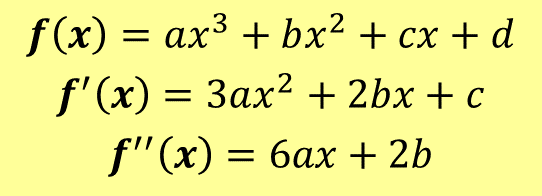 f(x) = ax³ + bx² + cx + d
f′(x) = 3ax² + 2bx + c
f″(x) = 6ax + 2b